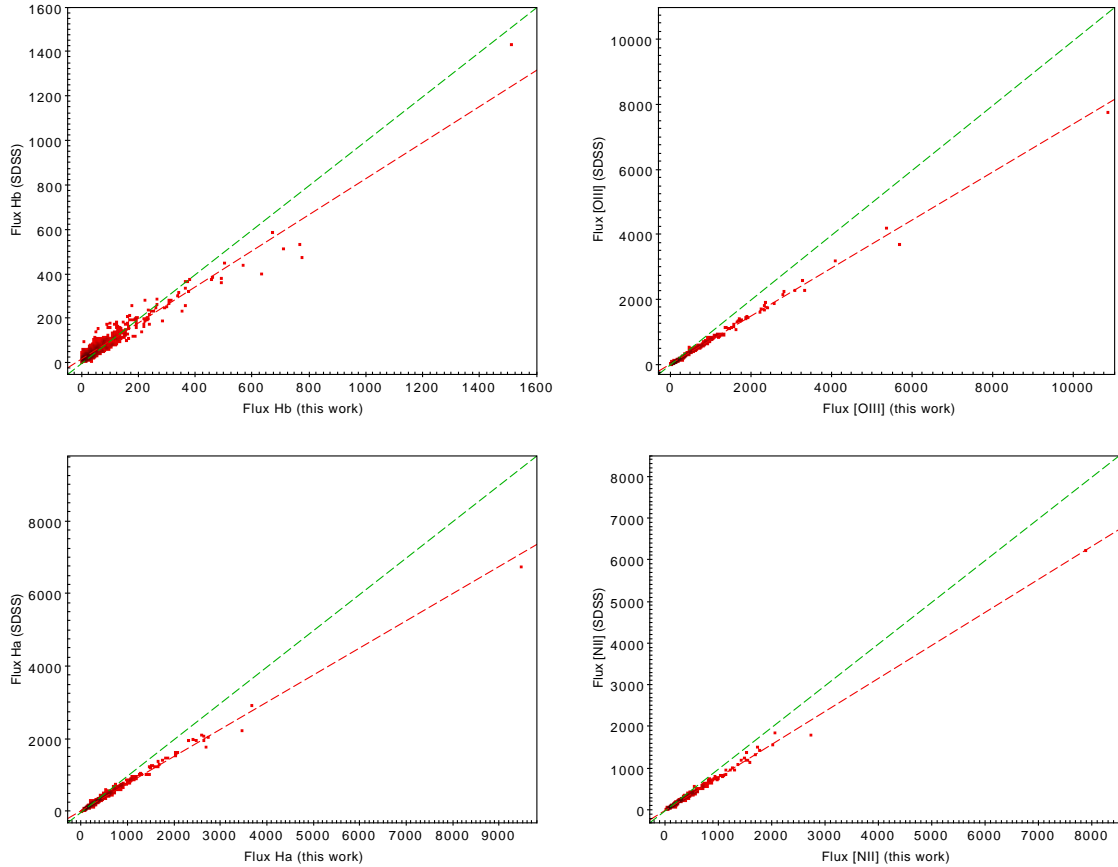 1600
1400
1200
1000
800
600
400
200
0
Flux Hb (SDSS)
0 200 400 600 800 1000 1200 1400 1600
Flux Hb (this work)
10000
8000
6000
4000
2000
0
Flux [OIII] (SDSS)
0 2000 4000 6000 8000 10000
Flux [OIII] (this work)
8000
6000
4000
2000
0
Flux Ha (SDSS)
0 1000 2000 3000 4000 5000 6000 7000 8000 9000
Flux Ha (this work)
8000
7000
6000
5000
4000
3000
2000
1000
0
Flux [NII] (SDSS)
0 1000 2000 3000 4000 5000 6000 7000 8000
Flux [NII] (this work)